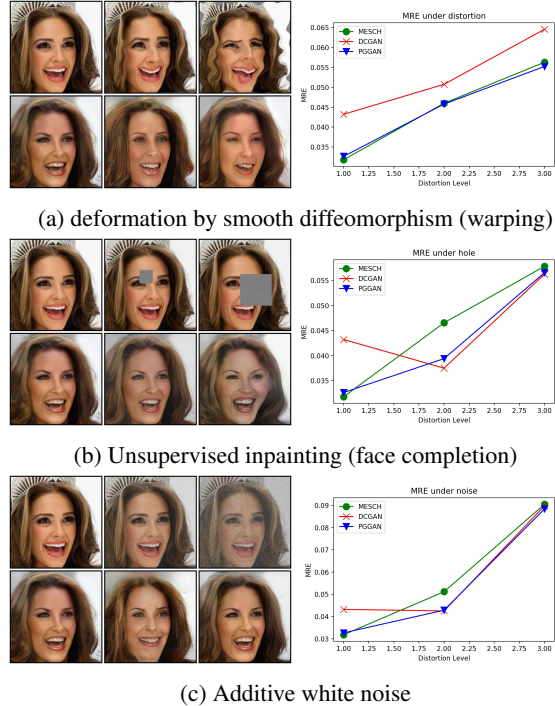 MRE under distortion
MESCH
DCGAN
PGGAN
0.065
0.060
0.055
0.050
0.045
0.040
0.035
MRE
1.00 1.25 1.50 1.75 2.00 2.25 2.50 2.75 3.00
Distortion Level
(a) deformation by smooth diffeomorphism (warping)
MRE under hole
MESCH
DCGAN
PGGAN
0.055
0.050
0.045
0.040
0.035
MRE
1.00 1.25 1.50 1.75 2.00 2.25 2.50 2.75 3.00
Distortion Level
(b) Unsupervised inpainting (face completion)
MRE under noise
MESCH
DCGAN
PGGAN
0.09
0.08
0.07
0.06
0.05
0.04
0.03
MRE
1.00 1.25 1.50 1.75 2.00 2.25 2.50 2.75 3.00
Distortion Level
(c) Additive white noise